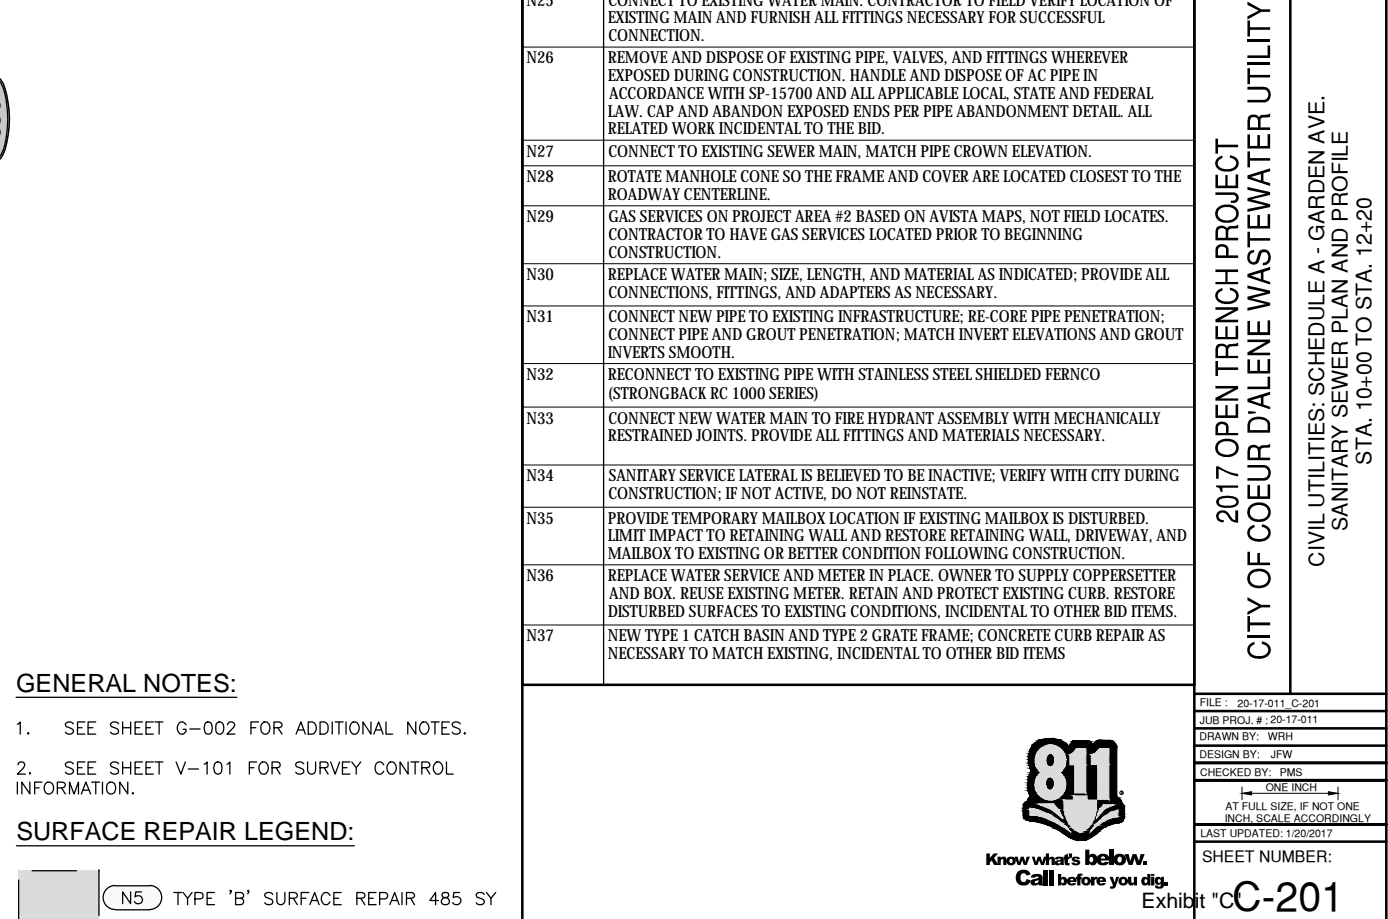 N25 CONNECT TO EXISTING WATER MAIN. CONTRACTOR TO FIELD VERIFY LOCATION OF
EXISTING MAIN AND FURNISH ALL FITTINGS NECESSARY FOR SUCCESSFUL
CONNECTION.
N26 REMOVE AND DISPOSE OF EXISTING PIPE, VALVES, AND FITTINGS WHEREVER
EXPOSED DURING CONSTRUCTION. HANDLE AND DISPOSE OF AC PIPE IN
ACCORDANCE WITH SP-15700 AND ALL APPLICABLE LOCAL, STATE AND FEDERAL
LAW. CAP AND ABANDON EXPOSED ENDS PER PIPE ABANDONMENT DETAIL. ALL
RELATED WORK INCIDENTAL TO THE BID.
N27 CONNECT TO EXISTING SEWER MAIN, MATCH PIPE CROWN ELEVATION.
N28 ROTATE MANHOLE CONE SO THE FRAME AND COVER ARE LOCATED CLOSEST TO THE
ROADWAY CENTERLINE.
N29 GAS SERVICES ON PROJECT AREA #2 BASED ON AVISTA MAPS, NOT FIELD LOCATES.
CONTRACTOR TO HAVE GAS SERVICES LOCATED PRIOR TO BEGINNING
CONSTRUCTION.
N30 REPLACE WATER MAIN; SIZE, LENGTH, AND MATERIAL AS INDICATED; PROVIDE ALL
CONNECTIONS, FITTINGS, AND ADAPTERS AS NECESSARY.
N31 CONNECT NEW PIPE TO EXISTING INFRASTRUCTURE; RE-CORE PIPE PENETRATION;
CONNECT PIPE AND GROUT PENETRATION; MATCH INVERT ELEVATIONS AND GROUT
INVERTS SMOOTH.
N32 RECONNECT TO EXISTING PIPE WITH STAINLESS STEEL SHIELDED FERNCO
(STRONGBACK RC 1000 SERIES)
N33 CONNECT NEW WATER MAIN TO FIRE HYDRANT ASSEMBLY WITH MECHANICALLY
RESTRAINED JOINTS. PROVIDE ALL FITTINGS AND MATERIALS NECESSARY.
N34 SANITARY SERVICE LATERAL IS BELIEVED TO BE INACTIVE; VERIFY WITH CITY DURING
CONSTRUCTION; IF NOT ACTIVE, DO NOT REINSTATE.
N35 PROVIDE TEMPORARY MAILBOX LOCATION IF EXISTING MAILBOX IS DISTURBED.
LIMIT IMPACT TO RETAINING WALL AND RESTORE RETAINING WALL, DRIVEWAY, AND
MAILBOX TO EXISTING OR BETTER CONDITION FOLLOWING CONSTRUCTION.
N36 REPLACE WATER SERVICE AND METER IN PLACE. OWNER TO SUPPLY COPPERSETTER
AND BOX. REUSE EXISTING METER. RETAIN AND PROTECT EXISTING CURB. RESTORE
DISTURBED SURFACES TO EXISTING CONDITIONS, INCIDENTAL TO OTHER BID ITEMS.
N37 NEW TYPE 1 CATCH BASIN AND TYPE 2 GRATE FRAME; CONCRETE CURB REPAIR AS
NECESSARY TO MATCH EXISTING, INCIDENTAL TO OTHER BID ITEMS
2017 OPEN TRENCH PROJECT
CITY OF COEUR D'ALENE WASTEWATER UTILITY
CIVIL UTILITIES: SCHEDULE A - GARDEN AVE.
SANITARY SEWER PLAN AND PROFILE
STA. 10+00 TO STA. 12+20
GENERAL NOTES:
1. SEE SHEET G-002 FOR ADDITIONAL NOTES.
2. SEE SHEET V-101 FOR SURVEY CONTROL
INFORMATION.
SURFACE REPAIR LEGEND:
N5 TYPE 'B' SURFACE REPAIR 485 SY
811
Know what's below.
Call before you dig.
FILE : 20-17-011_C-201
JUB PROJ. # : 20-17-011
DRAWN BY: WRH
DESIGN BY: JFW
CHECKED BY: PMS
ONE INCH
AT FULL SIZE, IF NOT ONE
INCH, SCALE ACCORDINGLY
LAST UPDATED: 1/20/2017
SHEET NUMBER:
Exhibit "C"
C-201